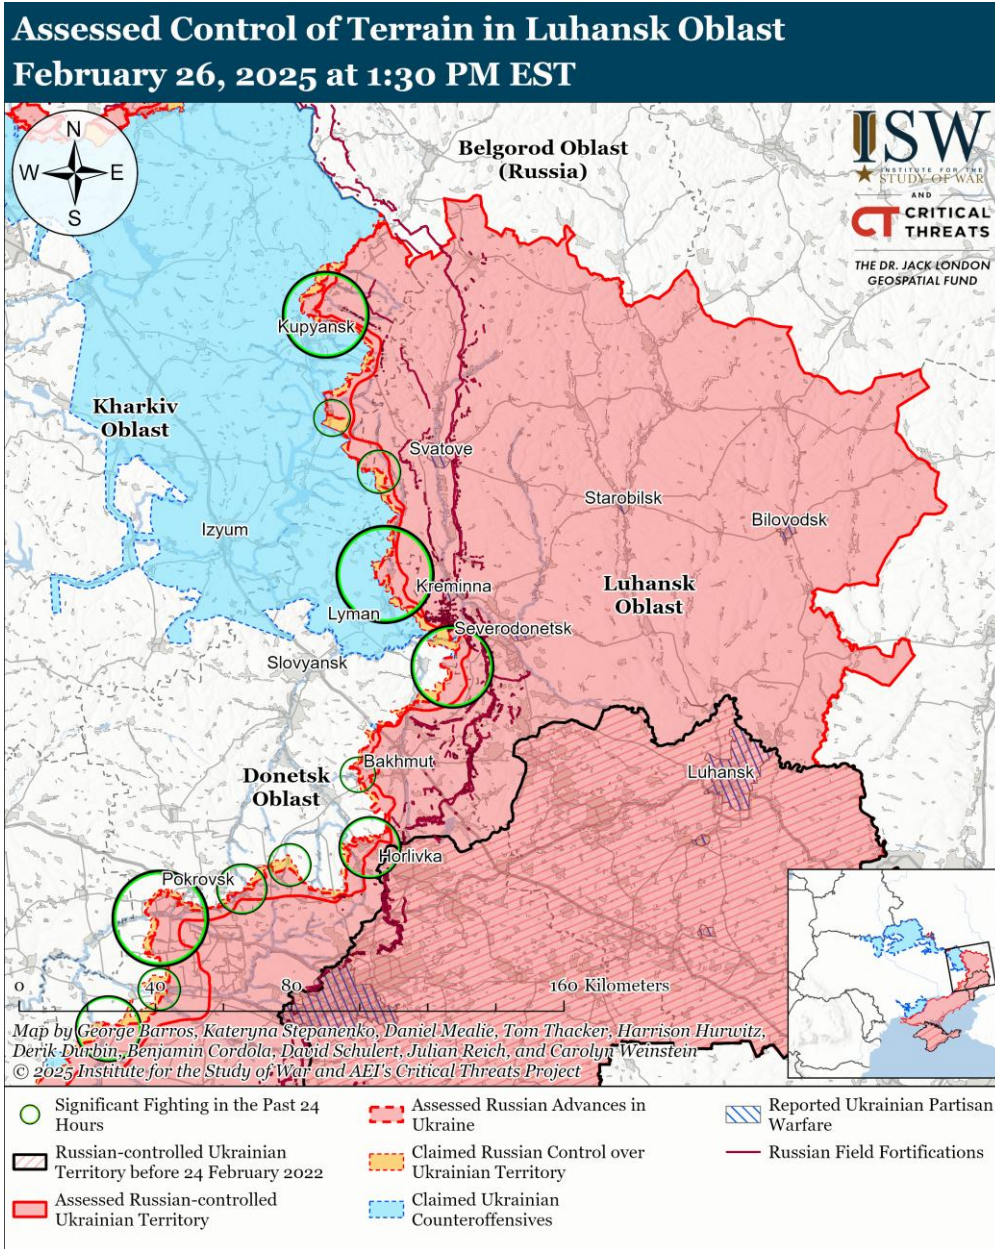 Assessed Control of Terrain in Luhansk Oblast
February 26, 2025 at 1:30 PM EST
N
W
E
S
Belgorod Oblast
(Russia)
ISW
INSTITUTE FOR THE
STUDY OF WAR
AND
CT CRITICAL
THREATS
THE DR. JACK LONDON
GEOSPATIAL FUND
Kupyansk
Kharkiv
Oblast
Svatove
Starobilsk
Bilovodsk
Izyum
Luhansk
Oblast
Kreminna
Lyman
Severodonetsk
Slovyansk
Bakhmut
Luhansk
Donetsk
Oblast
Horlivka
Pokrovsk
0
40
80
160 Kilometers
Map by George Barros, Kateryna Stepanenko, Daniel Mealie, Tom Thacker, Harrison Hurwitz,
Derik Durbin, Benjamin Cordola, David Schulert, Julian Reich, and Carolyn Weinstein
© 2025 Institute for the Study of War and AEI's Critical Threats Project
Significant Fighting in the Past 24
Hours
Russian-controlled Ukrainian
Territory before 24 February 2022
Assessed Russian-controlled
Ukrainian Territory
Assessed Russian Advances in
Ukraine
Claimed Russian Control over
Ukrainian Territory
Claimed Ukrainian
Counteroffensives
Reported Ukrainian Partisan
Warfare
Russian Field Fortifications